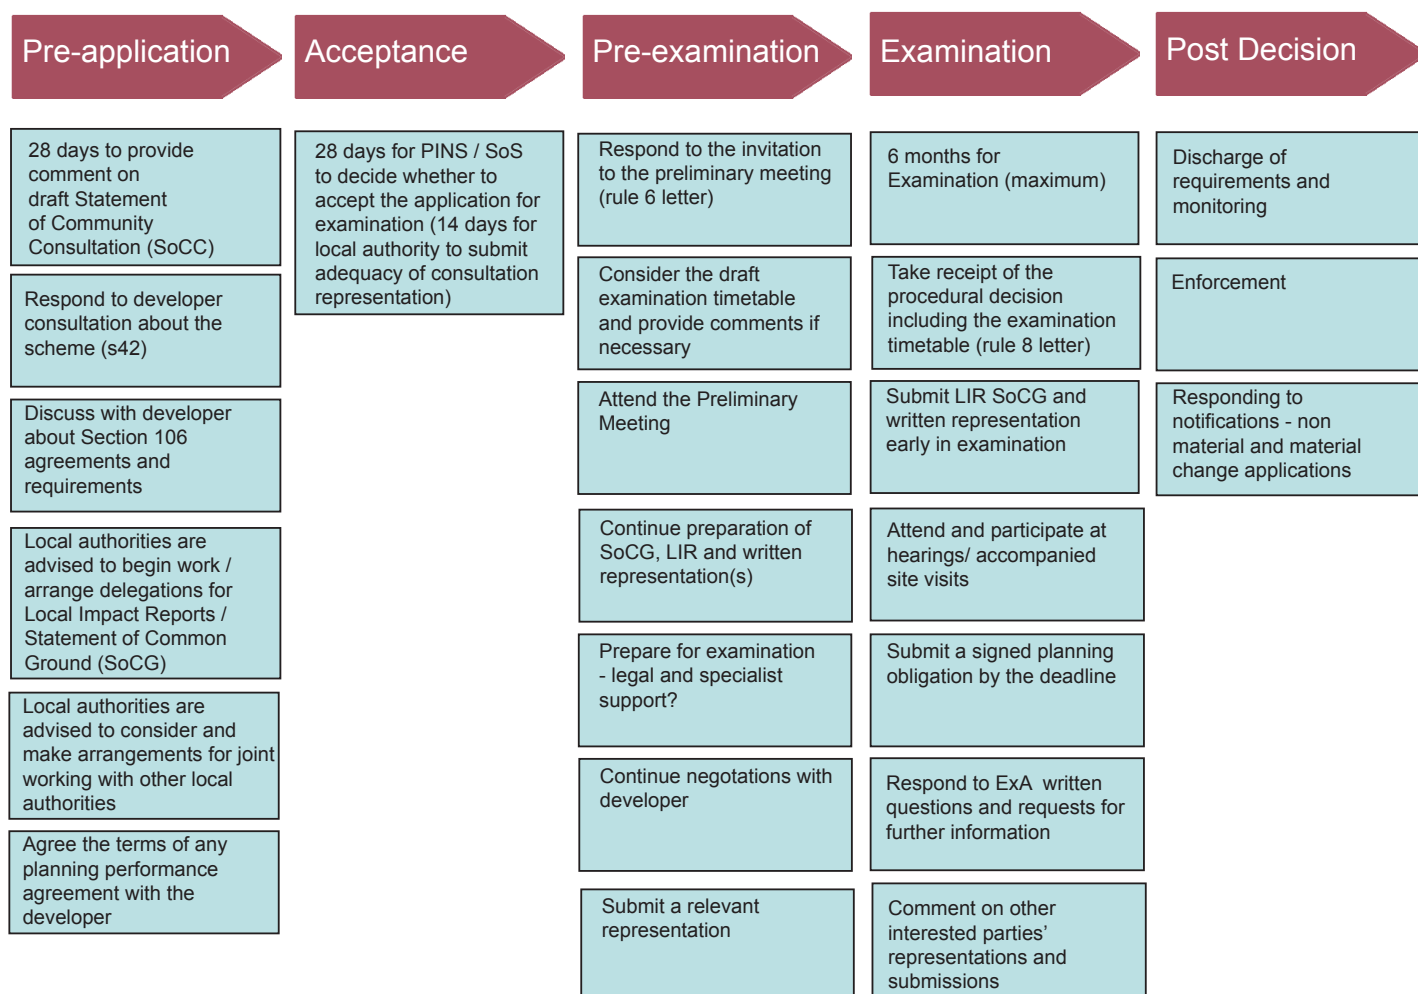 Pre-application
Acceptance
Pre-examination
Examination
Post Decision
28 days to provide
comment on
draft Statement
of Community
Consultation (SoCC)
Respond to developer
consultation about the
scheme (s42)
Discuss with developer
about Section 106
agreements and
requirements
Local authorities are
advised to begin work /
arrange delegations for
Local Impact Reports /
Statement of Common
Ground (SoCG)
Local authorities are
advised to consider and
make arrangements for joint
working with other local
authorities
Agree the terms of any
planning performance
agreement with the
developer
28 days for PINS / SoS
to decide whether to
accept the application for
examination (14 days for
local authority to submit
adequacy of consultation
representation)
Respond to the invitation
to the preliminary meeting
(rule 6 letter)
Consider the draft
examination timetable
and provide comments if
necessary
Attend the Preliminary
Meeting
Continue preparation of
SoCG, LIR and written
representation(s)
Prepare for examination
- legal and specialist
support?
Continue negotations with
developer
Submit a relevant
representation
6 months for
Examination (maximum)
Take receipt of the
procedural decision
including the examination
timetable (rule 8 letter)
Submit LIR SoCG and
written representation
early in examination
Attend and participate at
hearings/ accompanied
site visits
Submit a signed planning
obligation by the deadline
Respond to ExA  written
questions and requests for
further information
Comment on other
interested parties’
representations and
submissions
Discharge of
requirements and
monitoring
Enforcement
Responding to
notifications - non
material and material
change applications